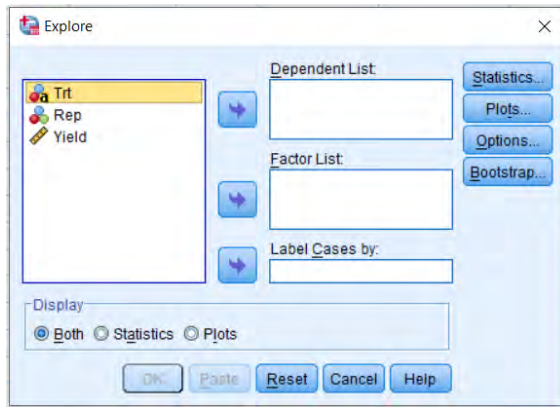 Explore
Trt
Rep
Yield
Dependent List:
Factor List:
Label Cases by:
Statistics...
Plots...
Options...
Bootstrap...
Display
Both Statistics Plots
OK Paste Reset Cancel Help